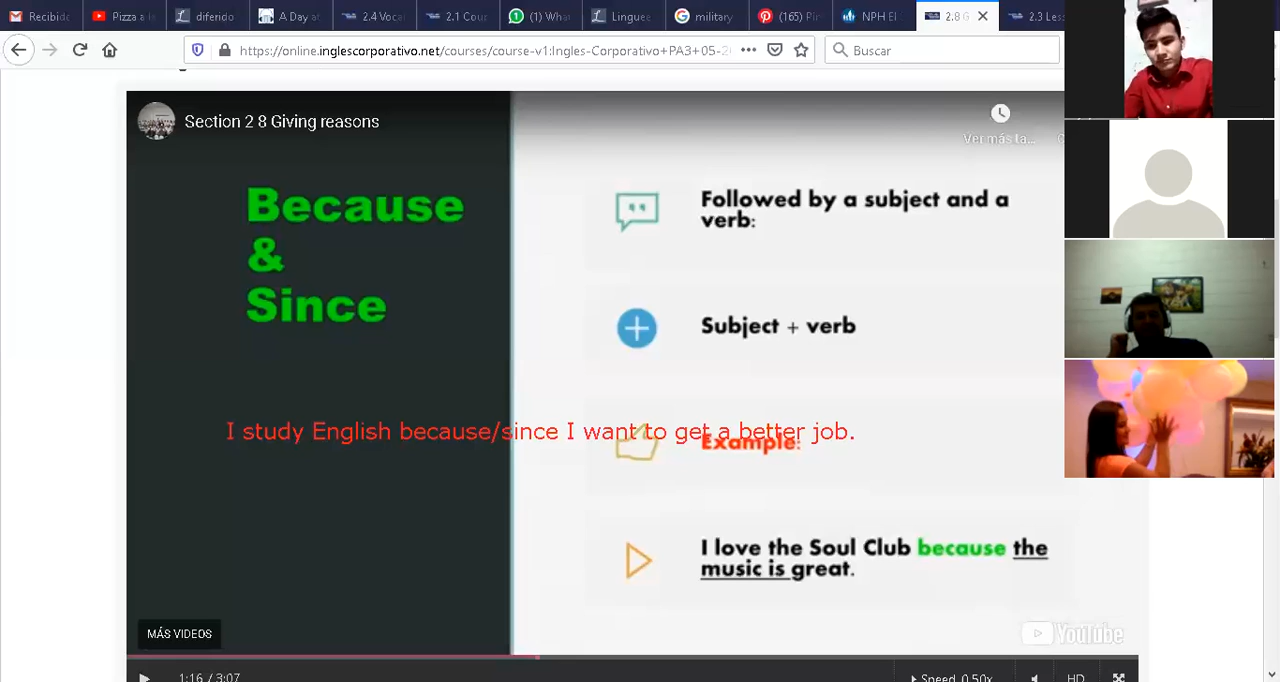 Recibido
Pizza a l
diferido
A Day at
2.4 Voca
2.1 Cour
(1) Wha
Linguee
military
(165) Pi
NPH El
2.8 G
2.3 Less
https://online.inglescorporativo.net/courses/course-v1:Ingles-Corporativo+PA3+05-2
Buscar
Section 2 8 Giving reasons
Ver más ta...
Because
&
Since
Followed by a subject and a
verb:
Subject + verb
I study English because/since I want to get a better job.
Example:
I love the Soul Club because the
music is great.
MÁS VIDEOS
YouTube
1:16 / 3:07
Speed 0.50x
HD